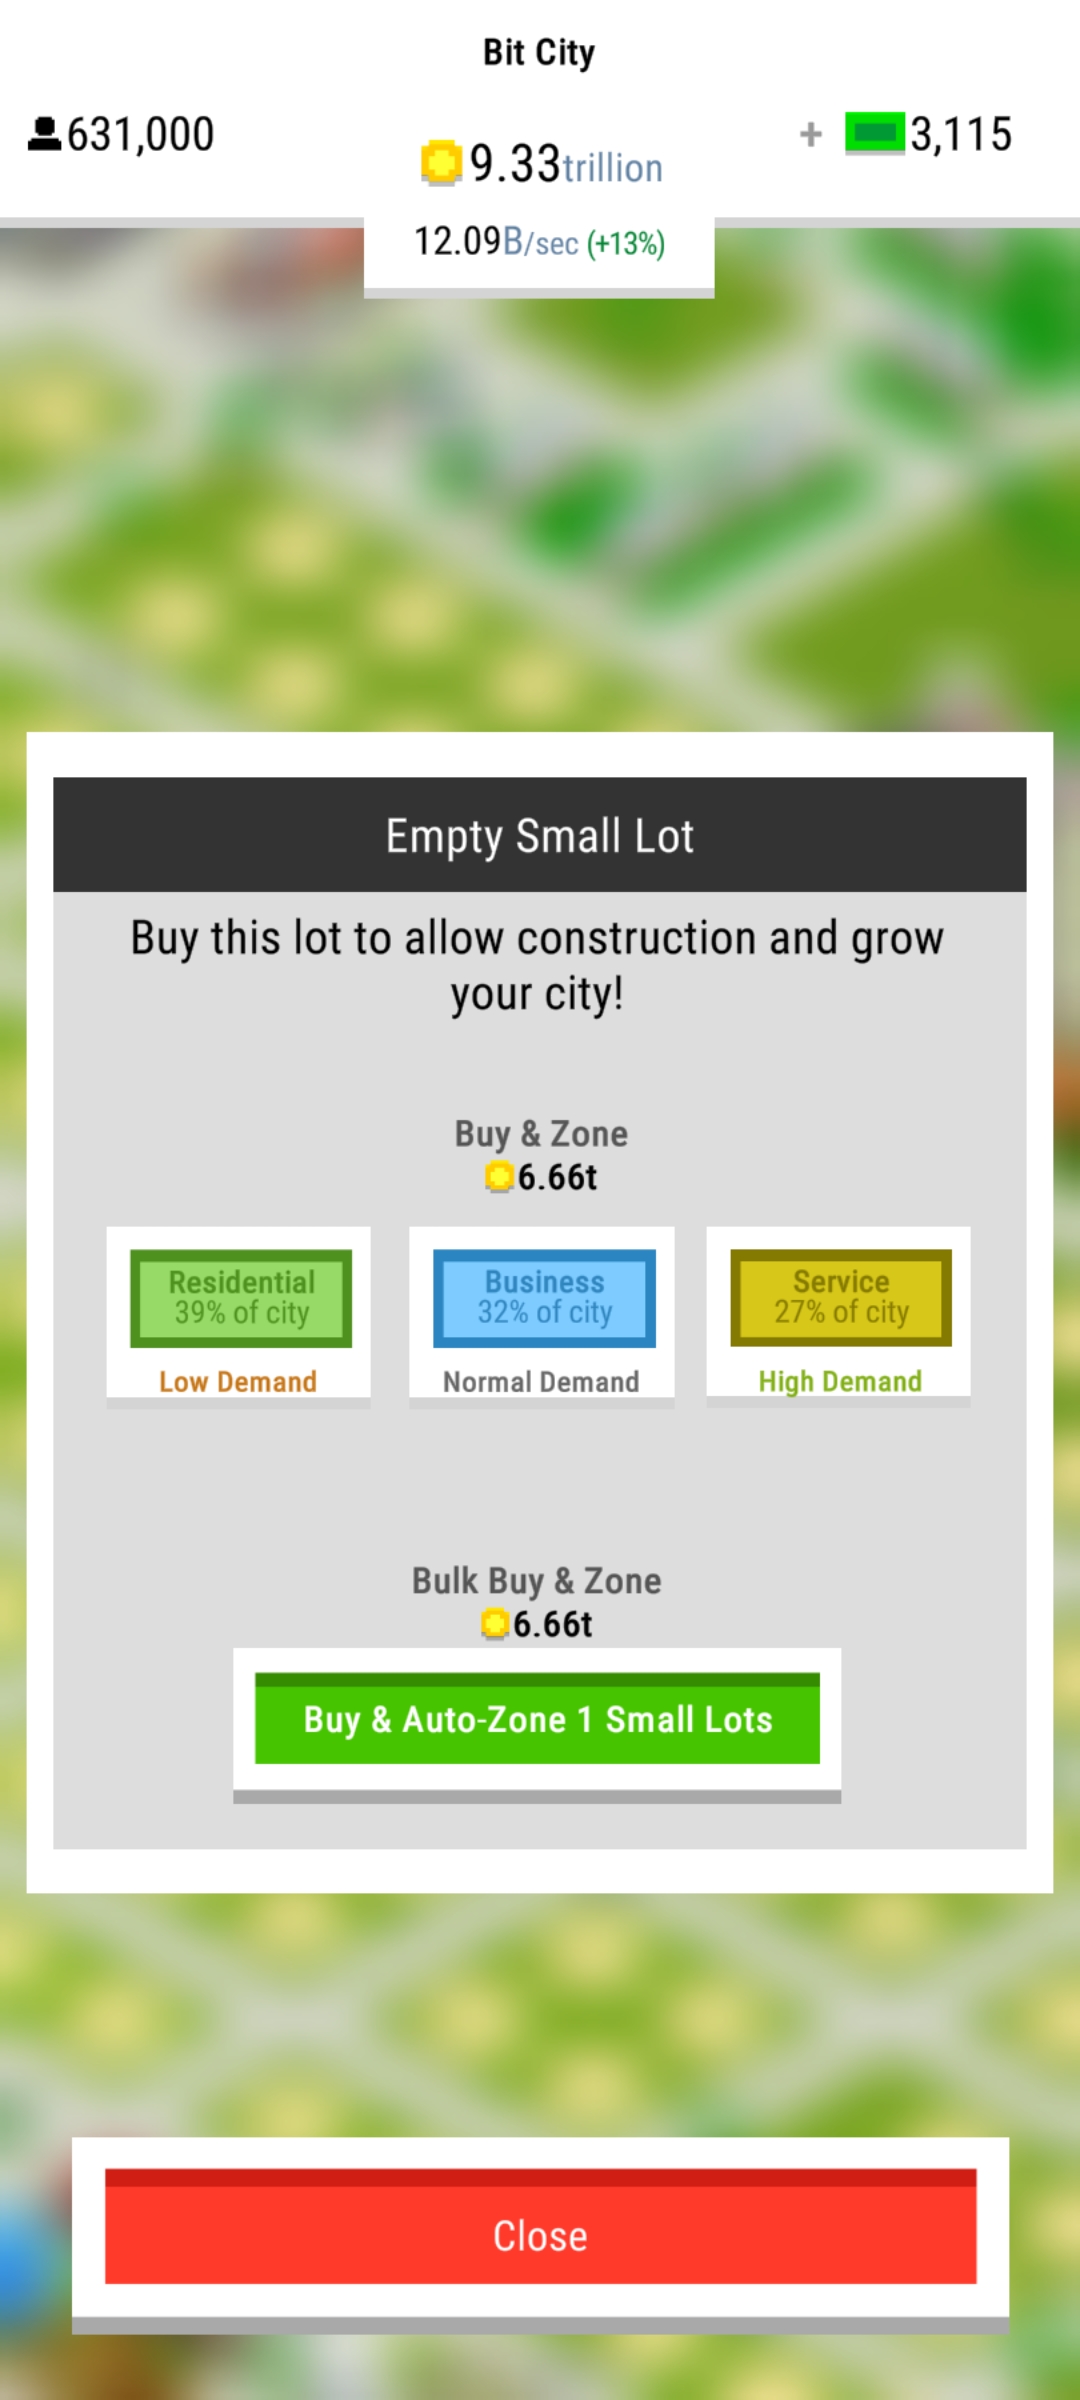 Bit City
631,000
9.33trillion
+ 3,115
12.09B/sec (+13%)
Empty Small Lot
Buy this lot to allow construction and grow
your city!
Buy & Zone
6.66t
Residential
39% of city
Low Demand
Business
32% of city
Normal Demand
Service
27% of city
High Demand
Bulk Buy & Zone
6.66t
Buy & Auto-Zone 1 Small Lots
Close